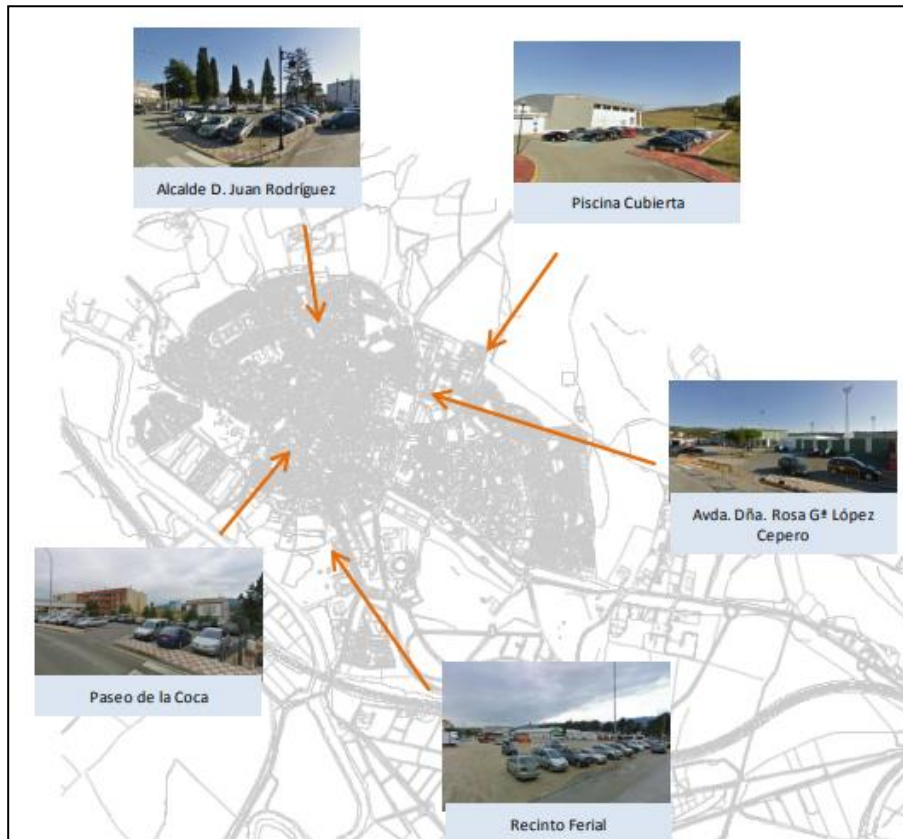 Alcalde D. Juan Rodríguez
Piscina Cubierta
Avda. Dña. Rosa Gª López
Cepero
Paseo de la Coca
Recinto Ferial